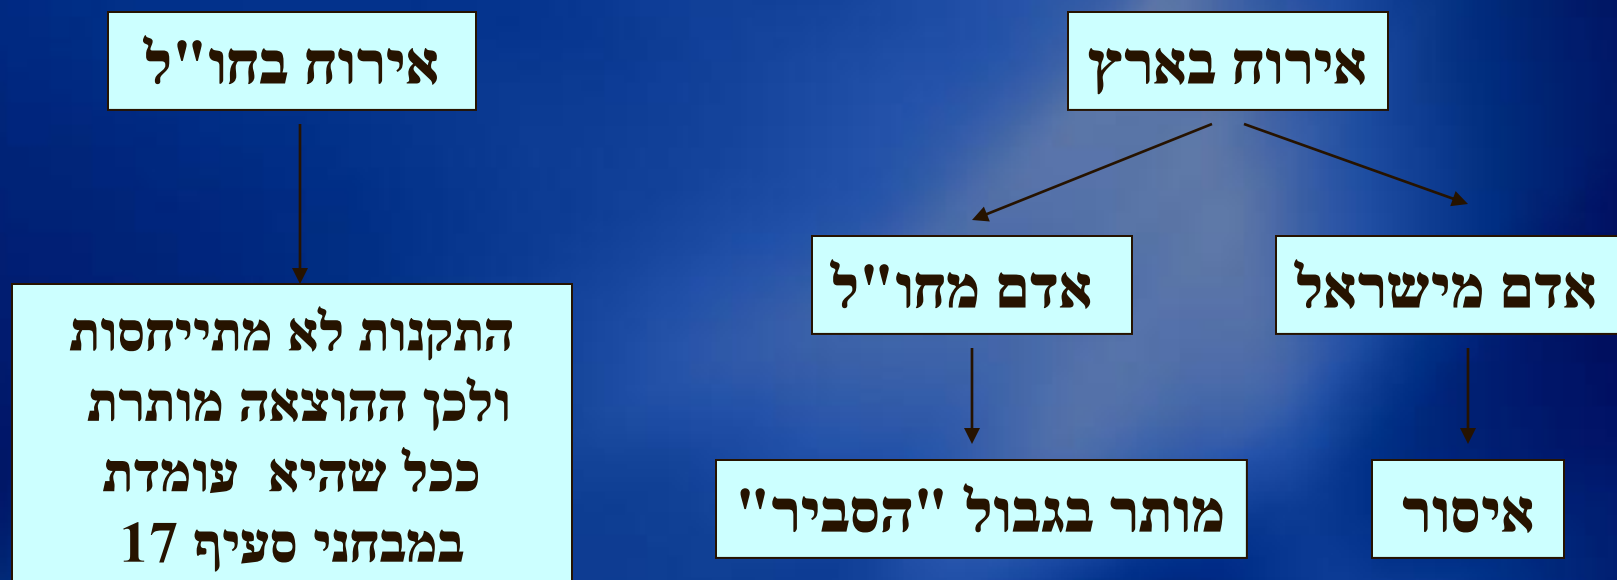 אירוח בארץ
אירוח בחו"ל
אדם מישראל
אדם מחו"ל
איסור
מותר בגבול "הסביר"
התקנות לא מתייחסות
ולכן ההוצאה מותרת
ככל שהיא עומדת
במבחני סעיף 17